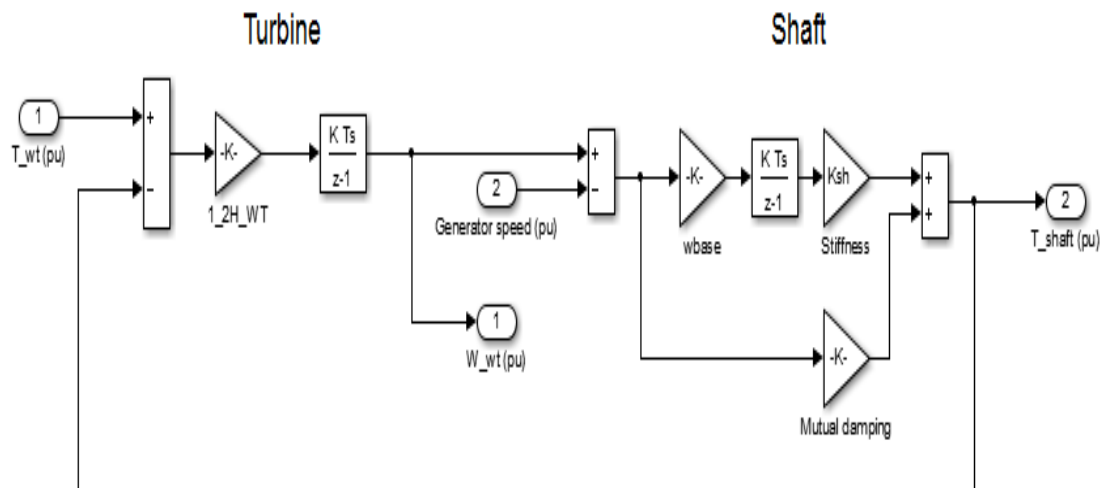 Turbine
Shaft
1
T_wt (pu)
+
−
-K-
1_2H_WT
K Ts
z-1
2
Generator speed (pu)
1
W_wt (pu)
+
−
-K-
wbase
K Ts
z-1
Ksh
Stiffness
-K-
Mutual damping
+
+
2
T_shaft (pu)